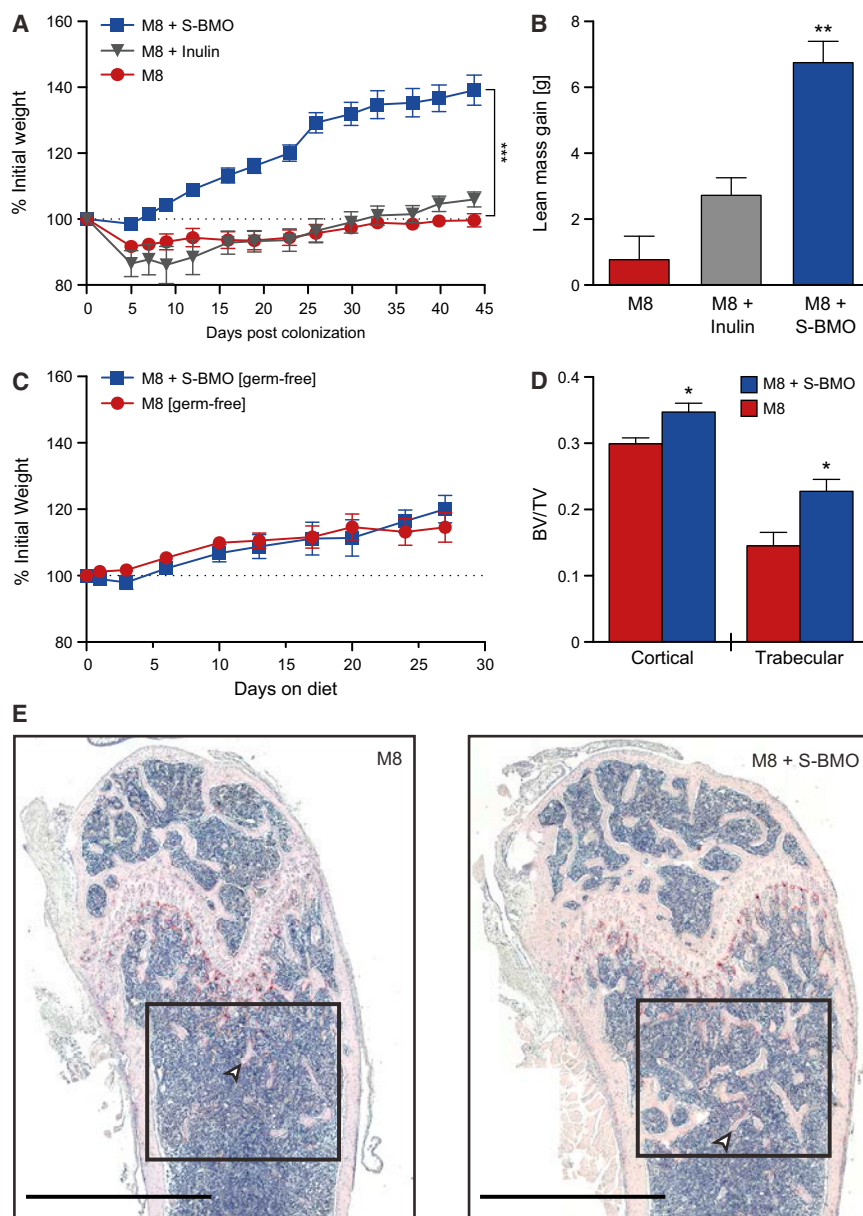 A
M8 + S-BMO
M8 + Inulin
M8
% Initial weight
160
140
120
100
80
***
0 5 10 15 20 25 30 35 40 45
Days post colonization
B
Lean mass gain [g]
8
6
4
2
0
**
M8
M8 + Inulin
M8 + S-BMO
C
M8 + S-BMO [germ-free]
M8 [germ-free]
% Initial Weight
160
140
120
100
80
0 5 10 15 20 25 30
Days on diet
D
M8 + S-BMO
M8
BV/TV
0.4
0.3
0.2
0.1
0
*
*
Cortical Trabecular
E
M8
M8 + S-BMO